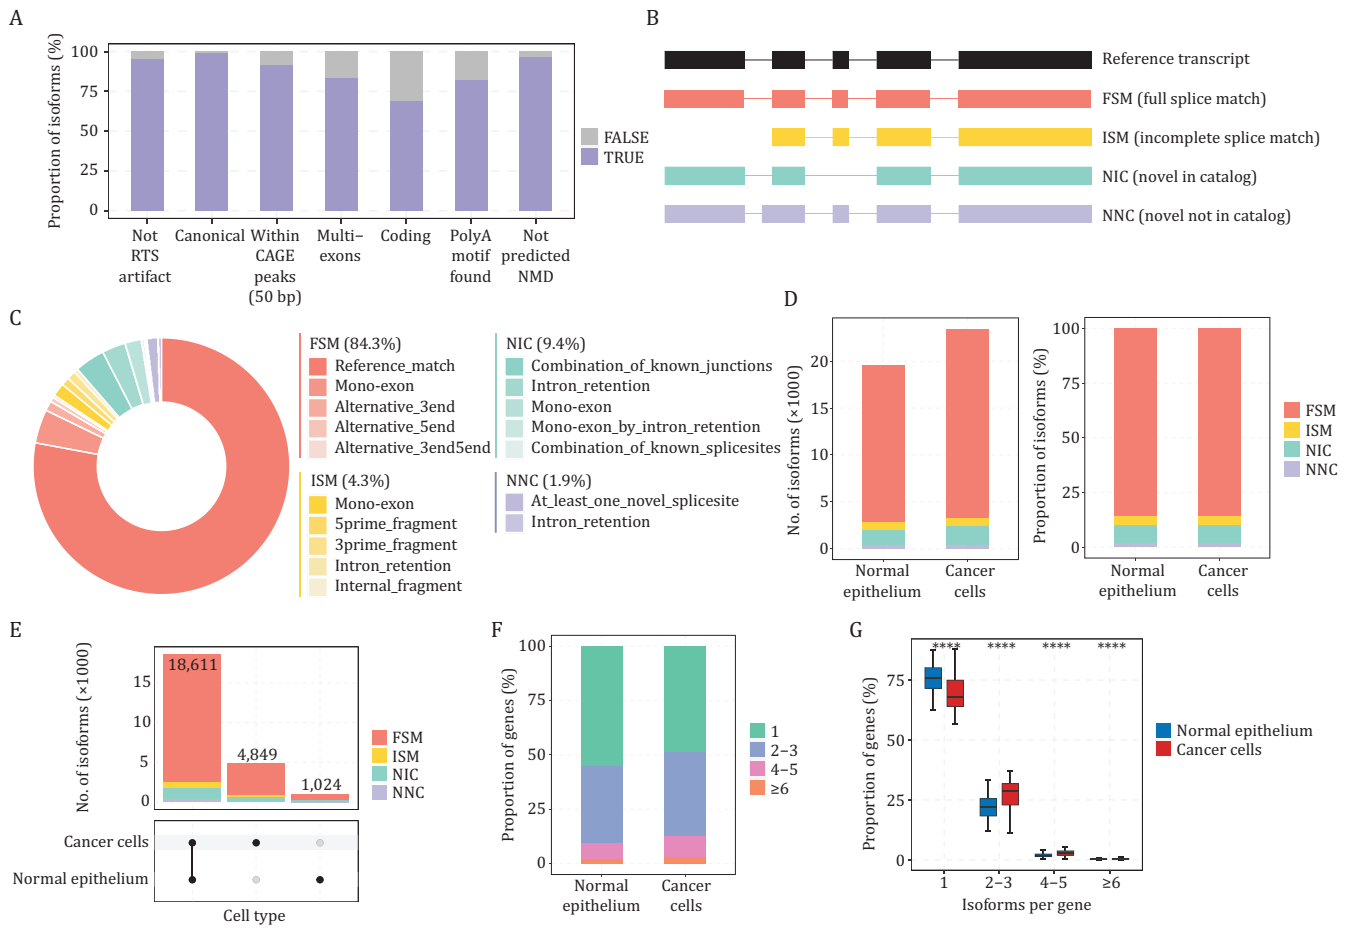 A
Proportion of isoforms (%)
100
75
50
25
0
Not RTS artifact
Canonical
Within CAGE peaks (50 bp)
Multi−exons
Coding
PolyA motif found
Not predicted NMD
FALSE
TRUE
B
Reference transcript
FSM (full splice match)
ISM (incomplete splice match)
NIC (novel in catalog)
NNC (novel not in catalog)
C
FSM (84.3%)
Reference_match
Mono-exon
Alternative_3end
Alternative_5end
Alternative_3end5end
ISM (4.3%)
Mono-exon
5prime_fragment
3prime_fragment
Intron_retention
Internal_fragment
NIC (9.4%)
Combination_of_known_junctions
Intron_retention
Mono-exon
Mono-exon_by_intron_retention
Combination_of_known_splicesites
NNC (1.9%)
At_least_one_novel_splicesite
Intron_retention
D
No. of isoforms (×1000)
20
15
10
5
0
Normal epithelium
Cancer cells
Proportion of isoforms (%)
100
75
50
25
0
Normal epithelium
Cancer cells
FSM
ISM
NIC
NNC
E
No. of isoforms (×1000)
15
10
5
0
18,611
4,849
1,024
FSM
ISM
NIC
NNC
Cancer cells
Normal epithelium
Cell type
F
Proportion of genes (%)
100
75
50
25
0
Normal epithelium
Cancer cells
1
2−3
4−5
≥6
G
Proportion of genes (%)
75
50
25
0
****
****
****
****
1
2−3
4−5
≥6
Isoforms per gene
Normal epithelium
Cancer cells